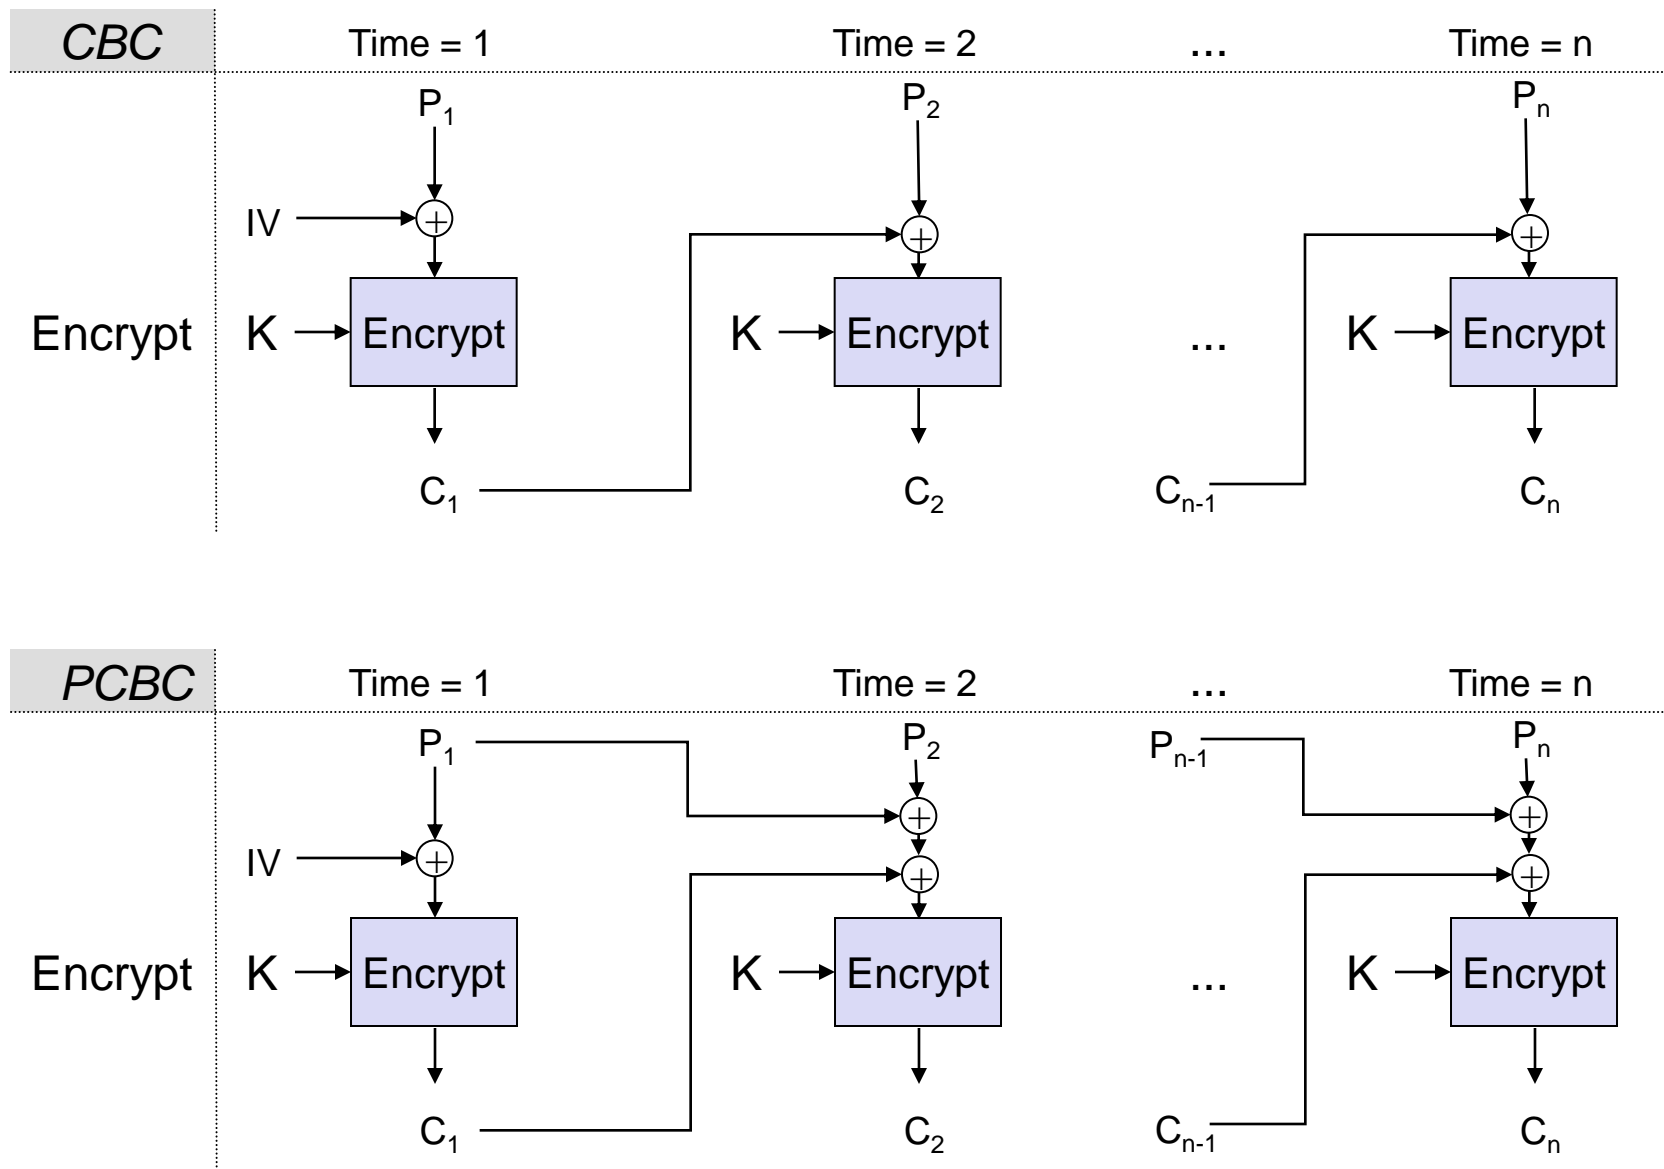 CBC Time = 1 Time = 2 ... Time = n
P1 P2 Pn
IV
Encrypt K Encrypt K Encrypt ... K Encrypt
C1 C2 Cn-1 Cn
PCBC Time = 1 Time = 2 ... Time = n
P1 P2 Pn-1 Pn
IV
Encrypt K Encrypt K Encrypt ... K Encrypt
C1 C2 Cn-1 Cn